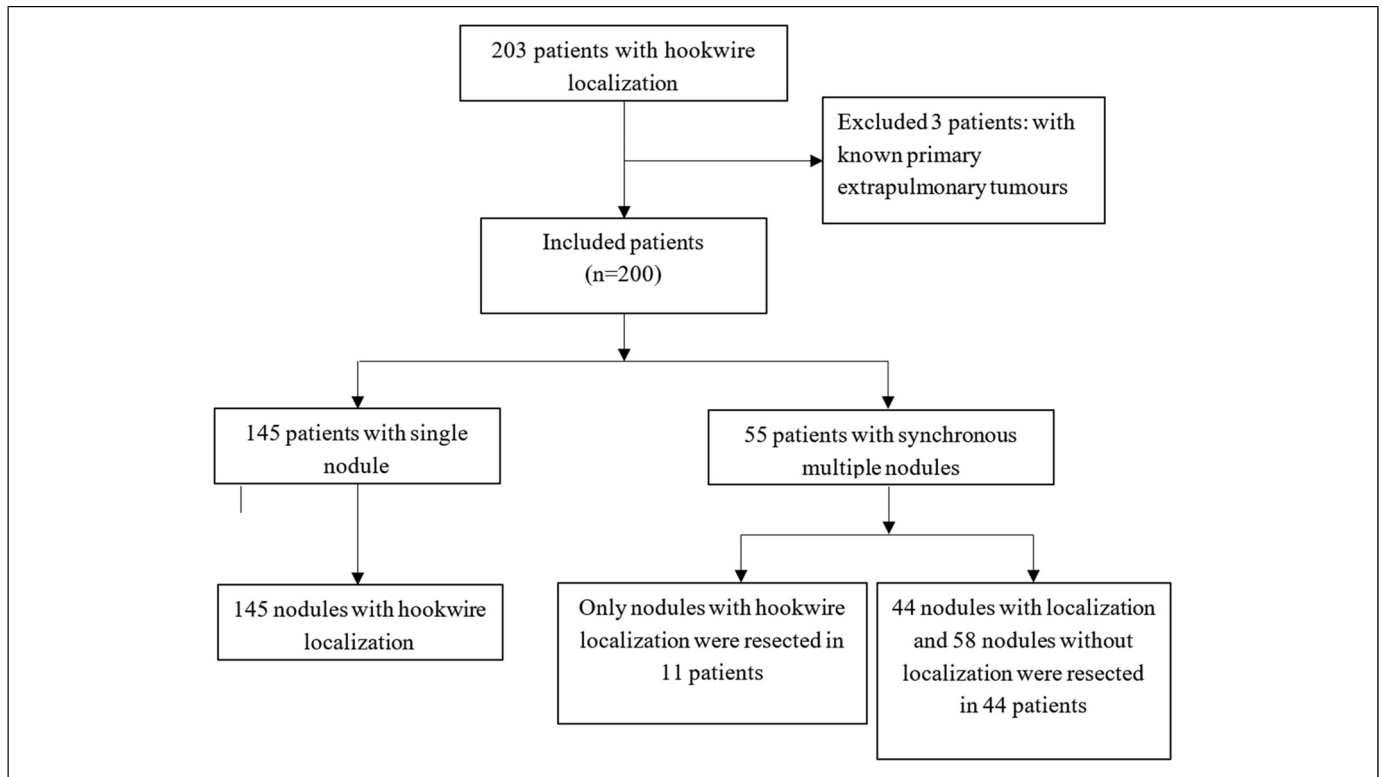 203 patients with hookwire
localization
Excluded 3 patients: with
known primary
extrapulmonary tumours
Included patients
(n=200)
145 patients with single
nodule
55 patients with synchronous
multiple nodules
145 nodules with hookwire
localization
Only nodules with hookwire
localization were resected in
11 patients
44 nodules with localization
and 58 nodules without
localization were resected
in 44 patients